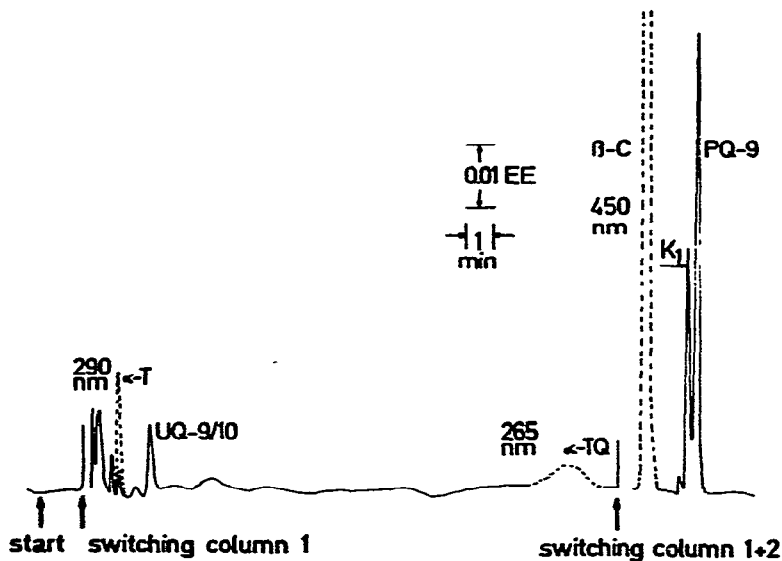 ß-C
PQ-9
0.01 EE
450
nm
1
min
K1
290
nm
α-T
UQ-9/10
265
nm
α-TQ
start
switching column 1
switching column 1+2